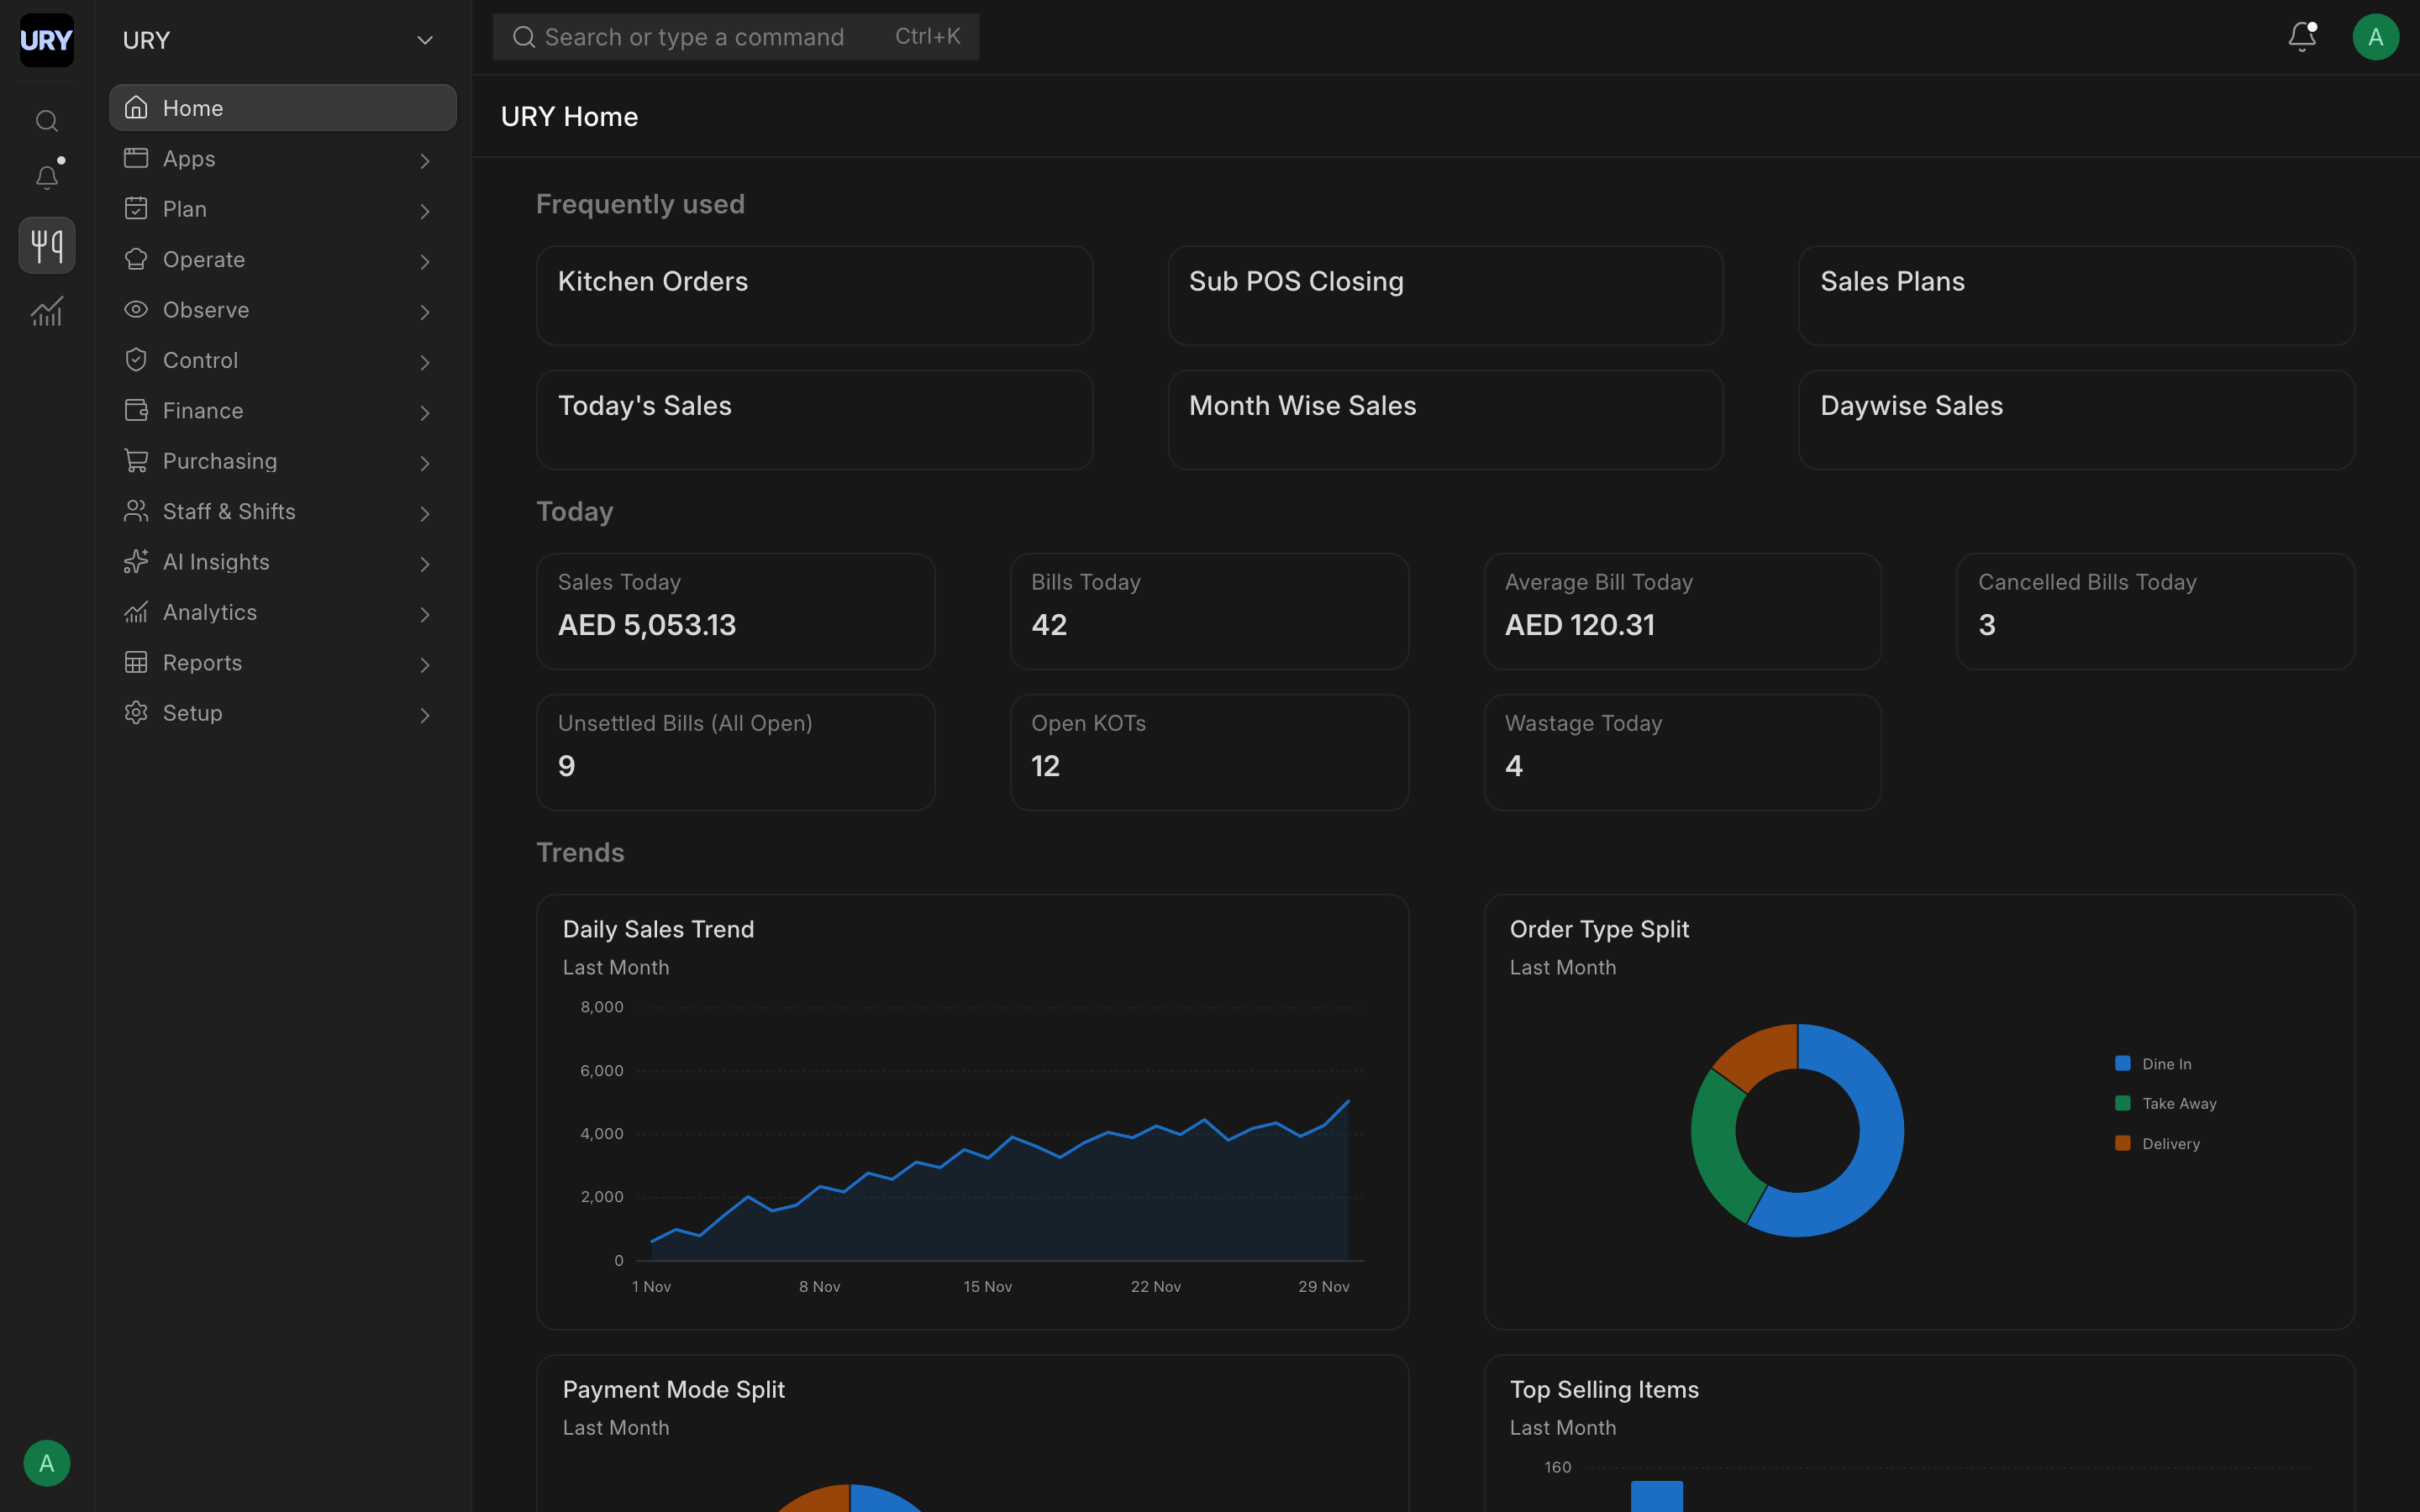 URY
URY
Search or type a command
Ctrl+K
A
Home
Apps
Plan
Operate
Observe
Control
Finance
Purchasing
Staff & Shifts
AI Insights
Analytics
Reports
Setup
A
URY Home
Frequently used
Kitchen Orders
Sub POS Closing
Sales Plans
Today's Sales
Month Wise Sales
Daywise Sales
Today
Sales Today
AED 5,053.13
Bills Today
42
Average Bill Today
AED 120.31
Cancelled Bills Today
3
Unsettled Bills (All Open)
9
Open KOTs
12
Wastage Today
4
Trends
Daily Sales Trend
Last Month
8,000
6,000
4,000
2,000
0
1 Nov
8 Nov
15 Nov
22 Nov
29 Nov
Order Type Split
Last Month
Dine In
Take Away
Delivery
Payment Mode Split
Last Month
Top Selling Items
Last Month
160